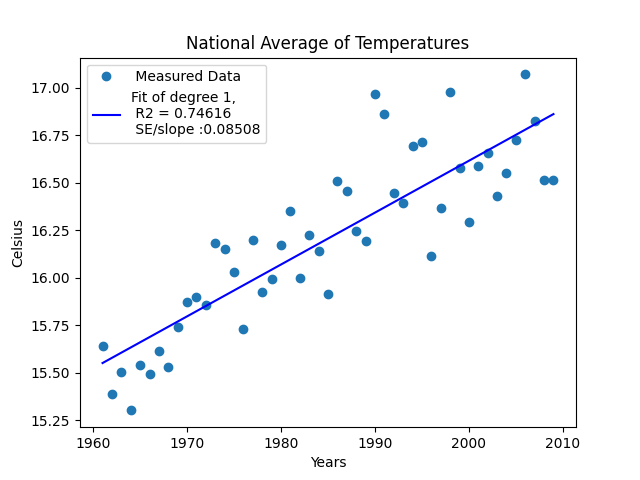 National Average of Temperatures
Measured Data
Fit of degree 1,
R2 = 0.74616
SE/slope :0.08508
17.00
16.75
16.50
16.25
16.00
15.75
15.50
15.25
Celsius
1960 1970 1980 1990 2000 2010
Years